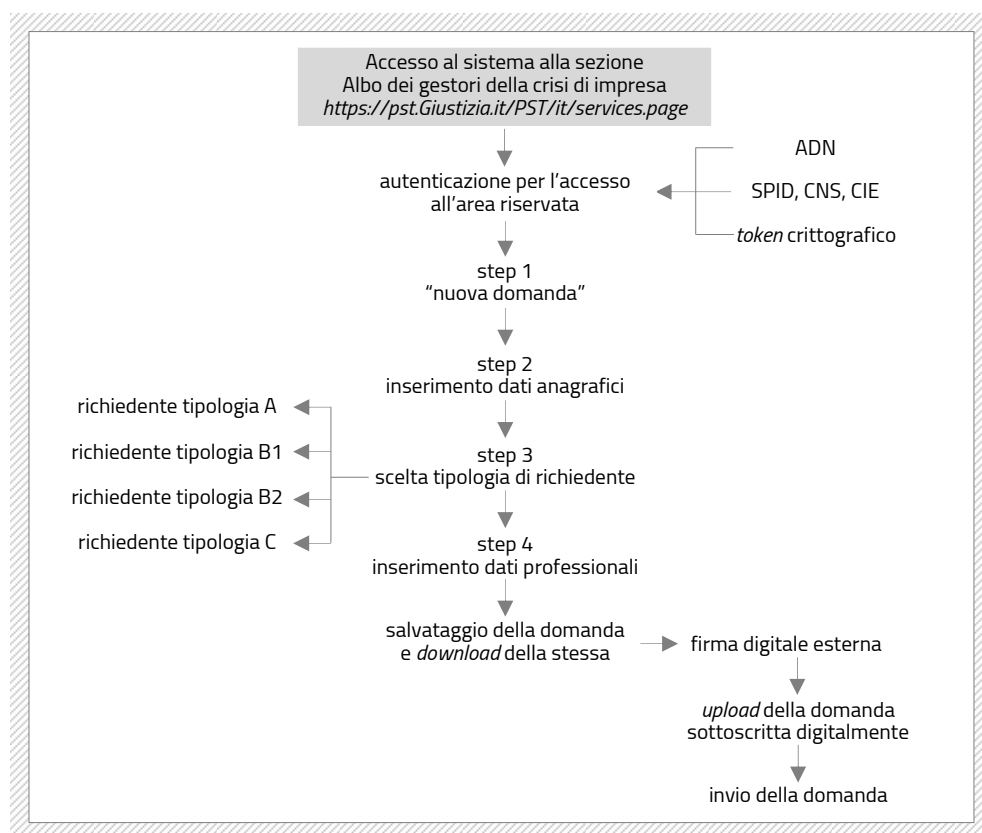 Accesso al sistema alla sezione
Albo dei gestori della crisi di impresa
https://pst.Giustizia.it/PST/it/services.page
autenticazione per l'accesso
all'area riservata
ADN
SPID, CNS, CIE
token crittografico
step 1
“nuova domanda”
step 2
inserimento dati anagrafici
step 3
scelta tipologia di richiedente
richiedente tipologia A
richiedente tipologia B1
richiedente tipologia B2
richiedente tipologia C
step 4
inserimento dati professionali
salvataggio della domanda
e download della stessa
firma digitale esterna
upload della domanda
sottoscritta digitalmente
invio della domanda